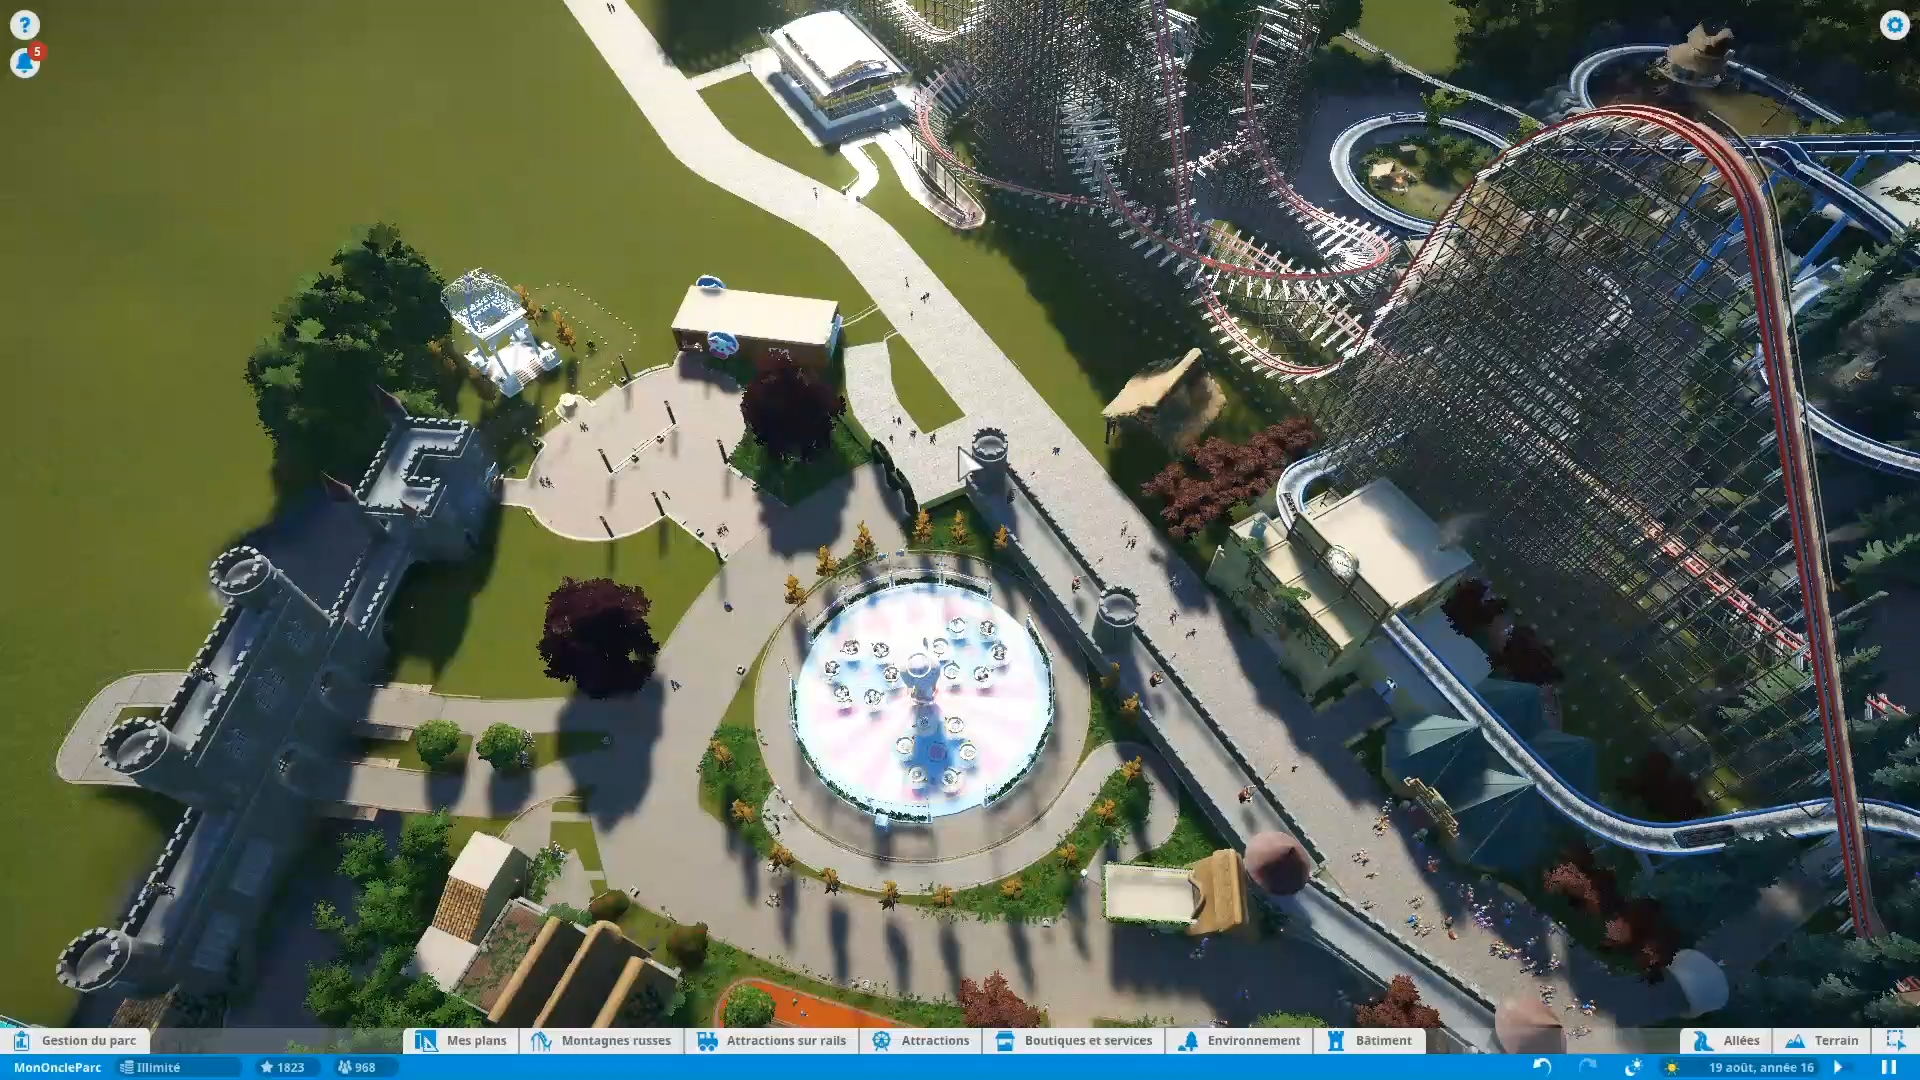 ?
5
Gestion du parc
Mes plans
Montagnes russes
Attractions sur rails
Attractions
Boutiques et services
Environnement
Bâtiment
Allées
Terrain
MonOncleParc
Illimité
1823
968
19 août, année 16